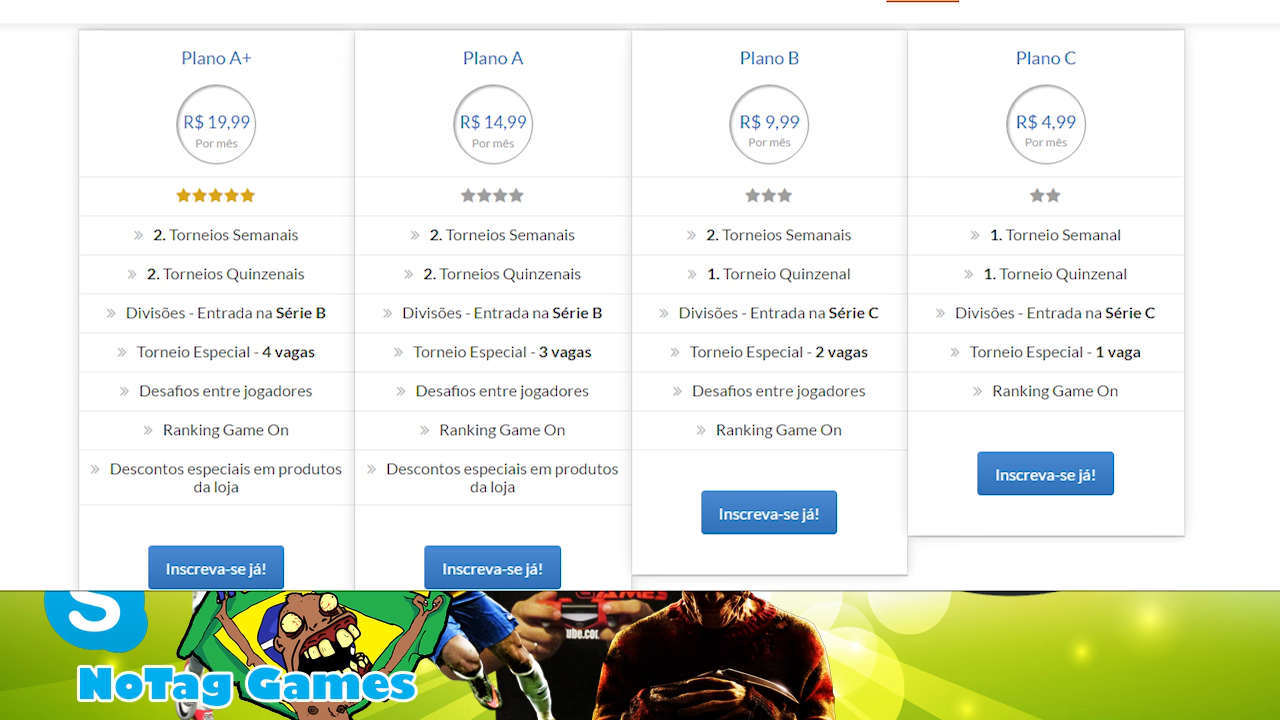 Plano A+
R$ 19,99
Por mês
2. Torneios Semanais
2. Torneios Quinzenais
Divisões - Entrada na Série B
Torneio Especial - 4 vagas
Desafios entre jogadores
Ranking Game On
Descontos especiais em produtos
da loja
Inscreva-se já!
Plano A
R$ 14,99
Por mês
2. Torneios Semanais
2. Torneios Quinzenais
Divisões - Entrada na Série B
Torneio Especial - 3 vagas
Desafios entre jogadores
Ranking Game On
Descontos especiais em produtos
da loja
Inscreva-se já!
Plano B
R$ 9,99
Por mês
2. Torneios Semanais
1. Torneio Quinzenal
Divisões - Entrada na Série C
Torneio Especial - 2 vagas
Desafios entre jogadores
Ranking Game On
Inscreva-se já!
Plano C
R$ 4,99
Por mês
1. Torneio Semanal
1. Torneio Quinzenal
Divisões - Entrada na Série C
Torneio Especial - 1 vaga
Ranking Game On
Inscreva-se já!
S
NoTag Games